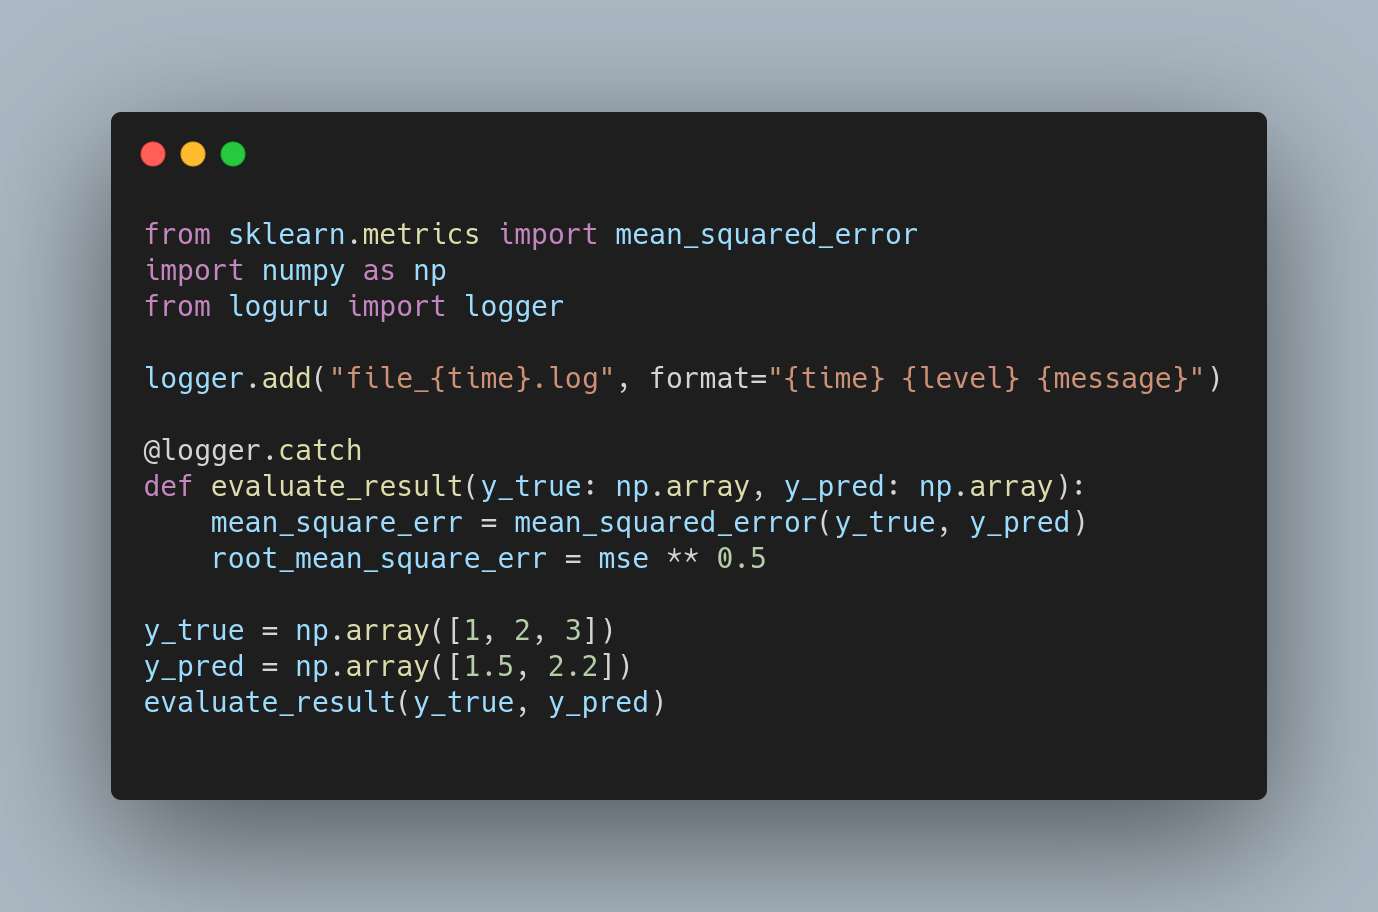 from sklearn.metrics import mean_squared_error
import numpy as np
from loguru import logger

logger.add("file_{time}.log", format="{time} {level} {message}")

@logger.catch
def evaluate_result(y_true: np.array, y_pred: np.array):
    mean_square_err = mean_squared_error(y_true, y_pred)
    root_mean_square_err = mse ** 0.5

y_true = np.array([1, 2, 3])
y_pred = np.array([1.5, 2.2])
evaluate_result(y_true, y_pred)